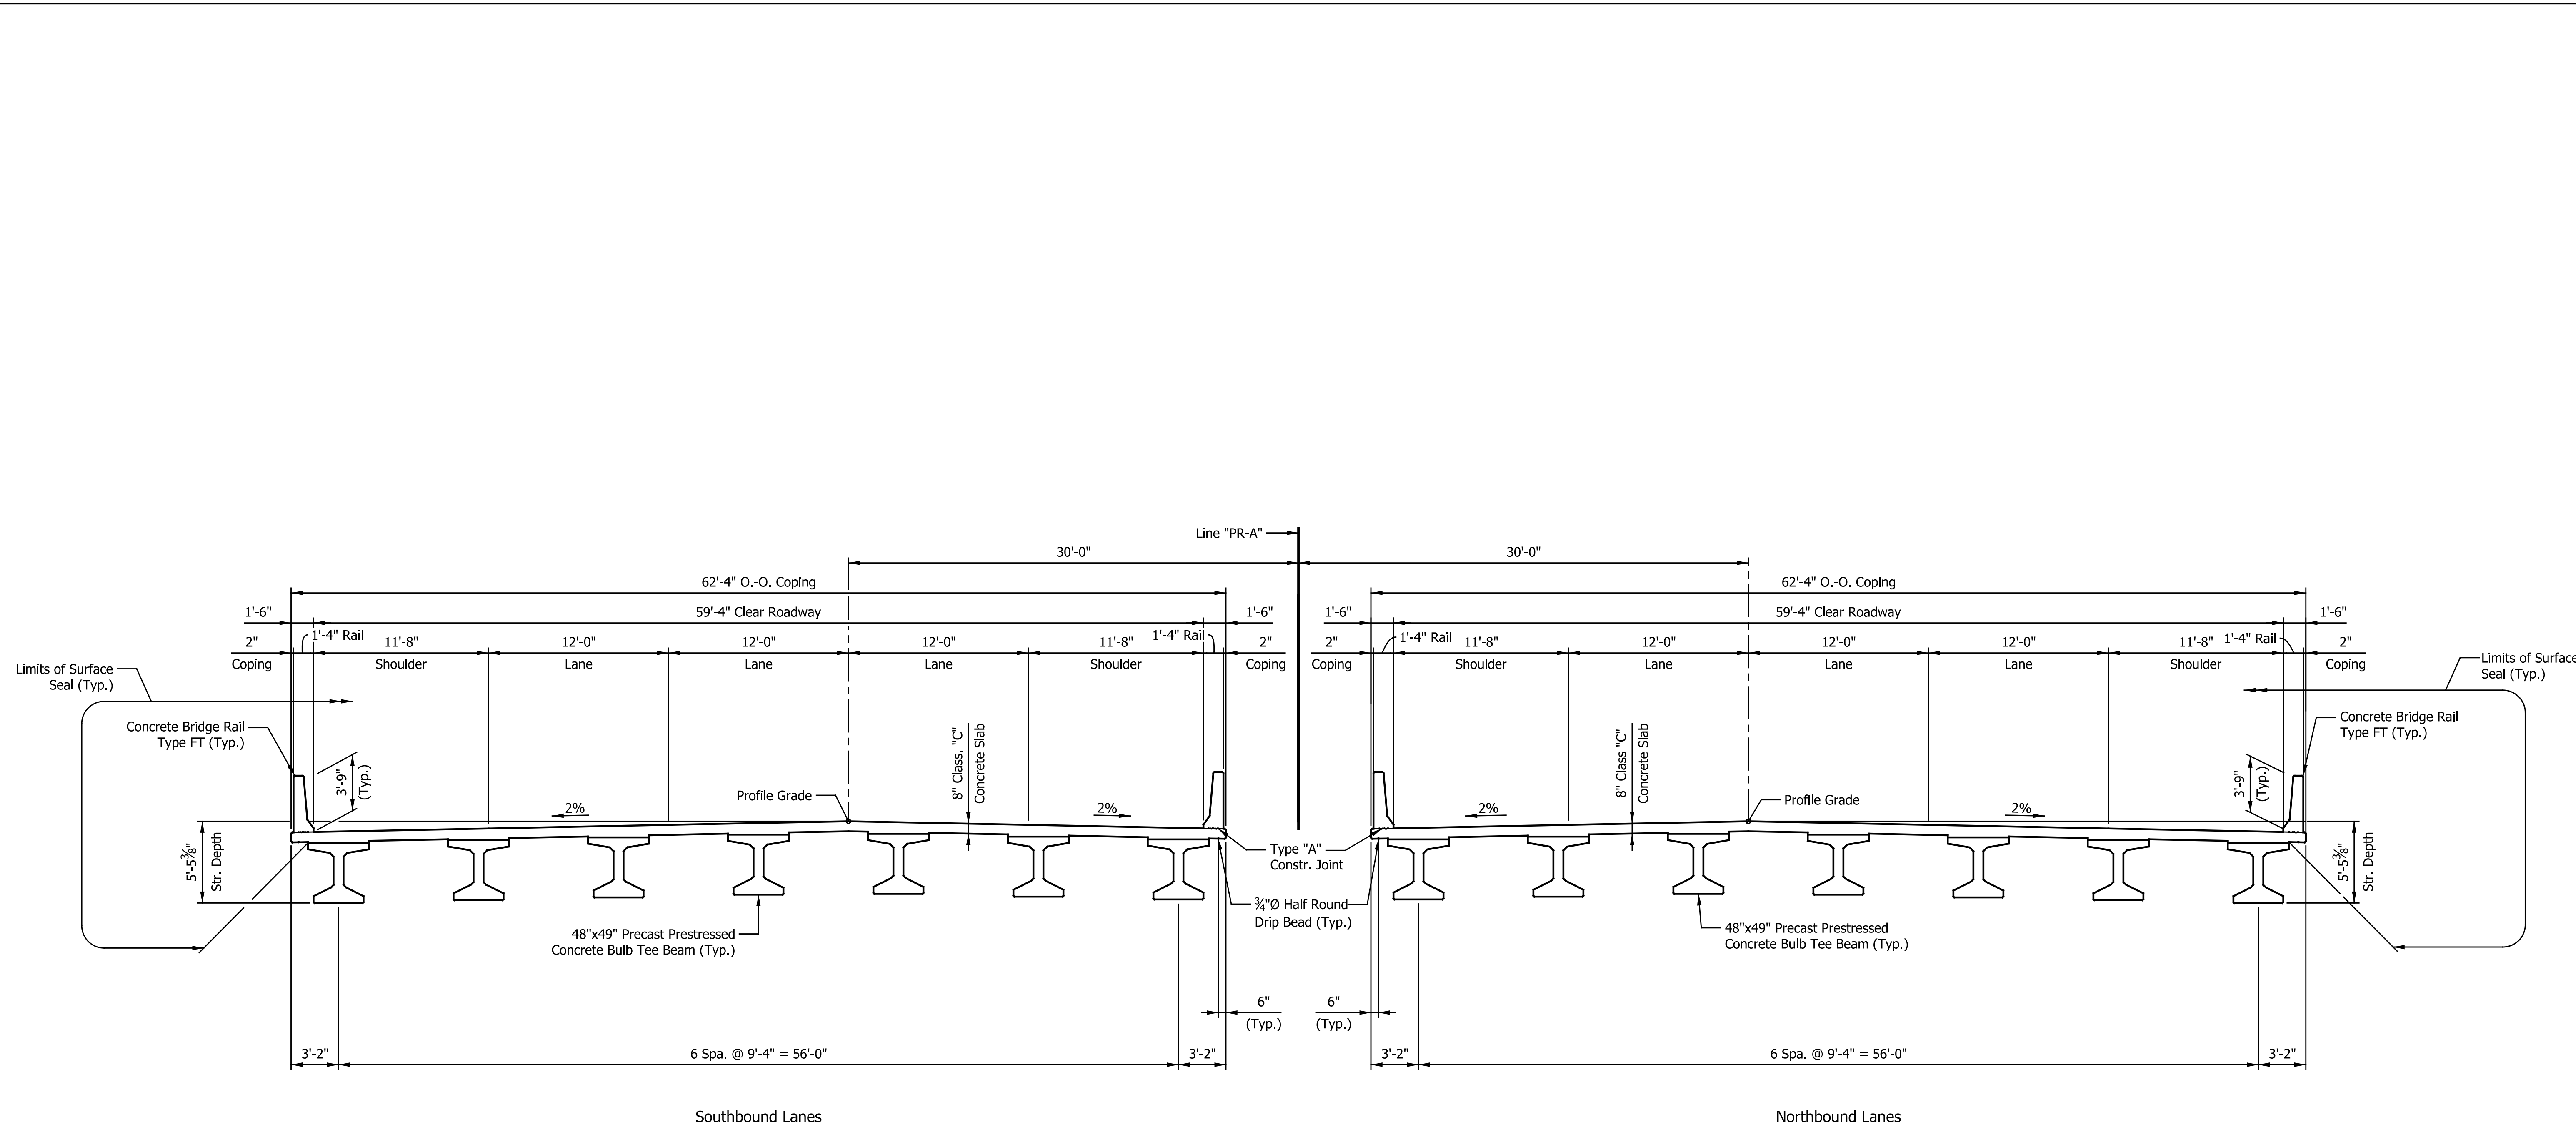 Line "PR-A"
30'-0" 30'-0"
62'-4" O.-O. Coping 62'-4" O.-O. Coping
1'-6" 59'-4" Clear Roadway 1'-6" 1'-6" 59'-4" Clear Roadway 1'-6"
2" 1'-4" Rail 11'-8" 12'-0" 12'-0" 12'-0" 11'-8" 1'-4" Rail 2" 2" 1'-4" Rail 11'-8" 12'-0" 12'-0" 12'-0" 11'-8" 1'-4" Rail 2"
Coping Shoulder Lane Lane Lane Shoulder Coping Coping Shoulder Lane Lane Lane Shoulder Coping
Limits of Surface
Seal (Typ.)
Limits of Surface
Seal (Typ.)
Concrete Bridge Rail
Type FT (Typ.)
Concrete Bridge Rail
Type FT (Typ.)
3'-9"
(Typ.)
8" Class. "C"
Concrete Slab
8" Class "C"
Concrete Slab
3'-9"
(Typ.)
Profile Grade
Profile Grade
2% 2% 2% 2%
5'-5⅜"
Str. Depth
Type "A"
Constr. Joint
5'-5⅜"
Str. Depth
¾"Ø Half Round
Drip Bead (Typ.)
48"x49" Precast Prestressed
Concrete Bulb Tee Beam (Typ.)
48"x49" Precast Prestressed
Concrete Bulb Tee Beam (Typ.)
6"
(Typ.)
6"
(Typ.)
3'-2" 6 Spa. @ 9'-4" = 56'-0" 3'-2" 3'-2" 6 Spa. @ 9'-4" = 56'-0" 3'-2"
Southbound Lanes Northbound Lanes